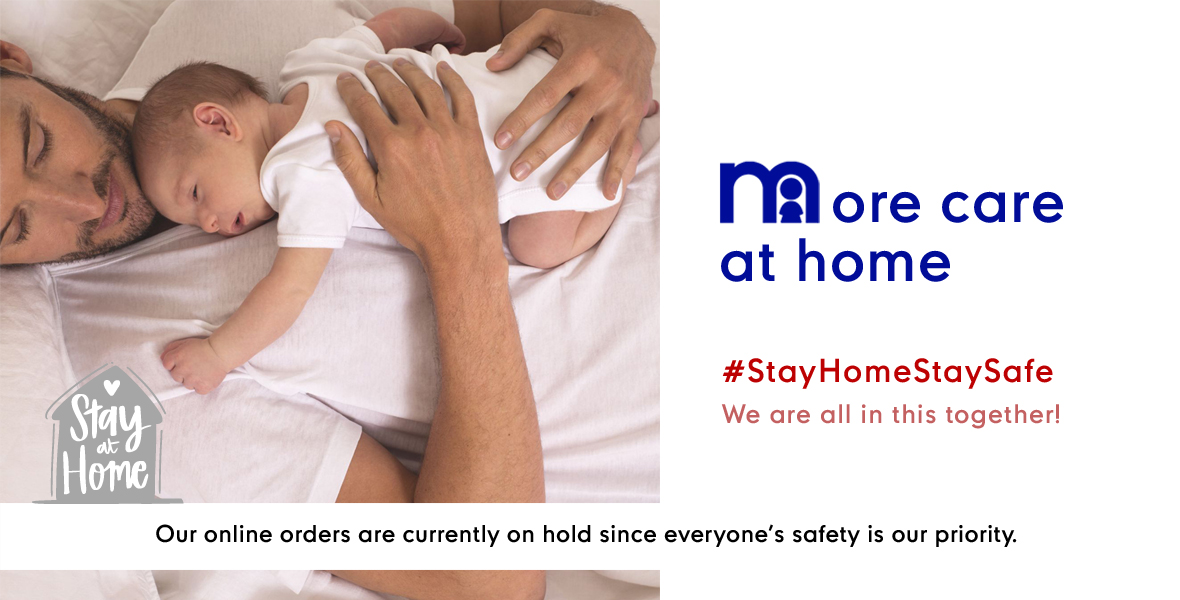 more care
at home
#StayHomeStaySafe
We are all in this together!
Stay
at
Home
Our online orders are currently on hold since everyone’s safety is our priority.